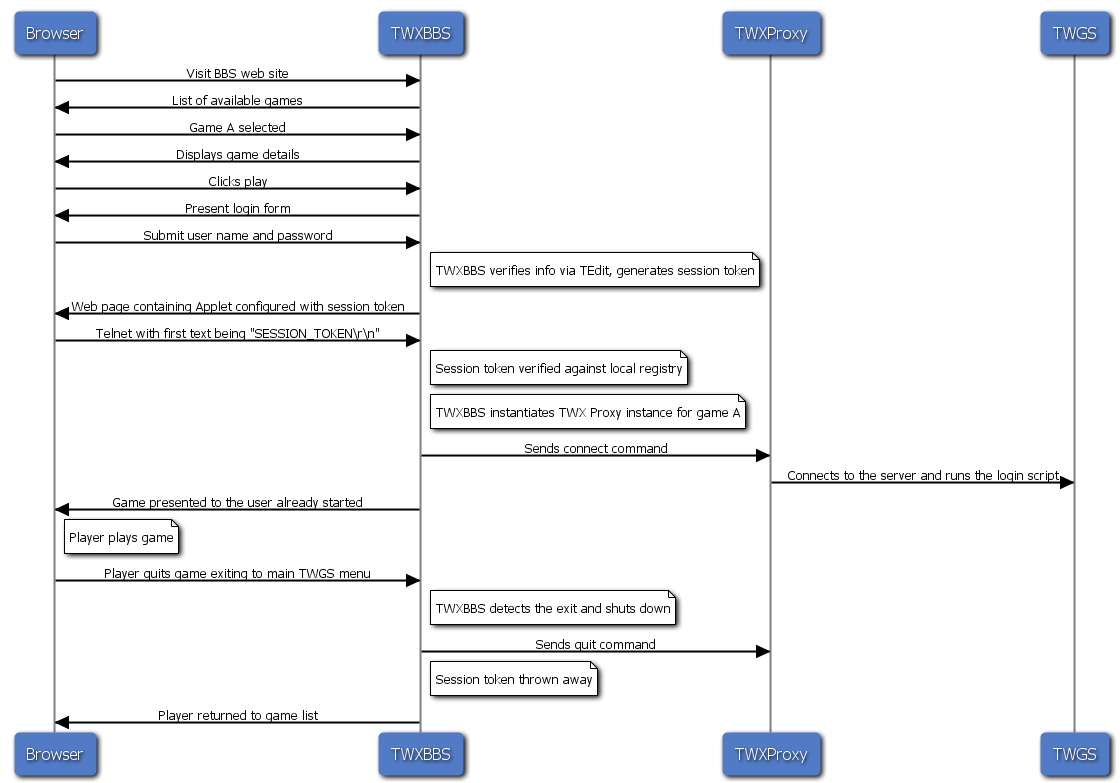 Browser
TWXBBS
TWXProxy
TWGS
Visit BBS web site
List of available games
Game A selected
Displays game details
Clicks play
Present login form
Submit user name and password
TWXBBS verifies info via TEdit, generates session token
Web page containing Applet configured with session token
Telnet with first text being "SESSION_TOKEN\r\n"
Session token verified against local registry
TWXBBS instantiates TWX Proxy instance for game A
Sends connect command
Connects to the server and runs the login script
Game presented to the user already started
Player plays game
Player quits game exiting to main TWGS menu
TWXBBS detects the exit and shuts down
Sends quit command
Session token thrown away
Player returned to game list
Browser
TWXBBS
TWXProxy
TWGS